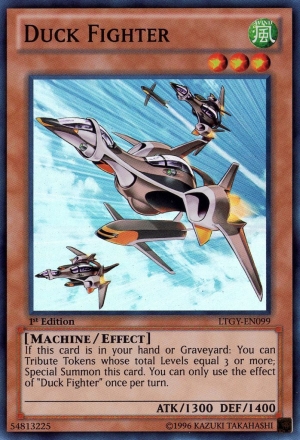 DUCK FIGHTER
WIND
風
1st Edition
LTGY-EN099
[MACHINE/EFFECT]
If this card is in your hand or Graveyard: You can
Tribute Tokens whose total Levels equal 3 or more;
Special Summon this card. You can only use the effect
of "Duck Fighter" once per turn.
ATK/1300 DEF/1400
54813225
©1996 KAZUKI TAKAHASHI